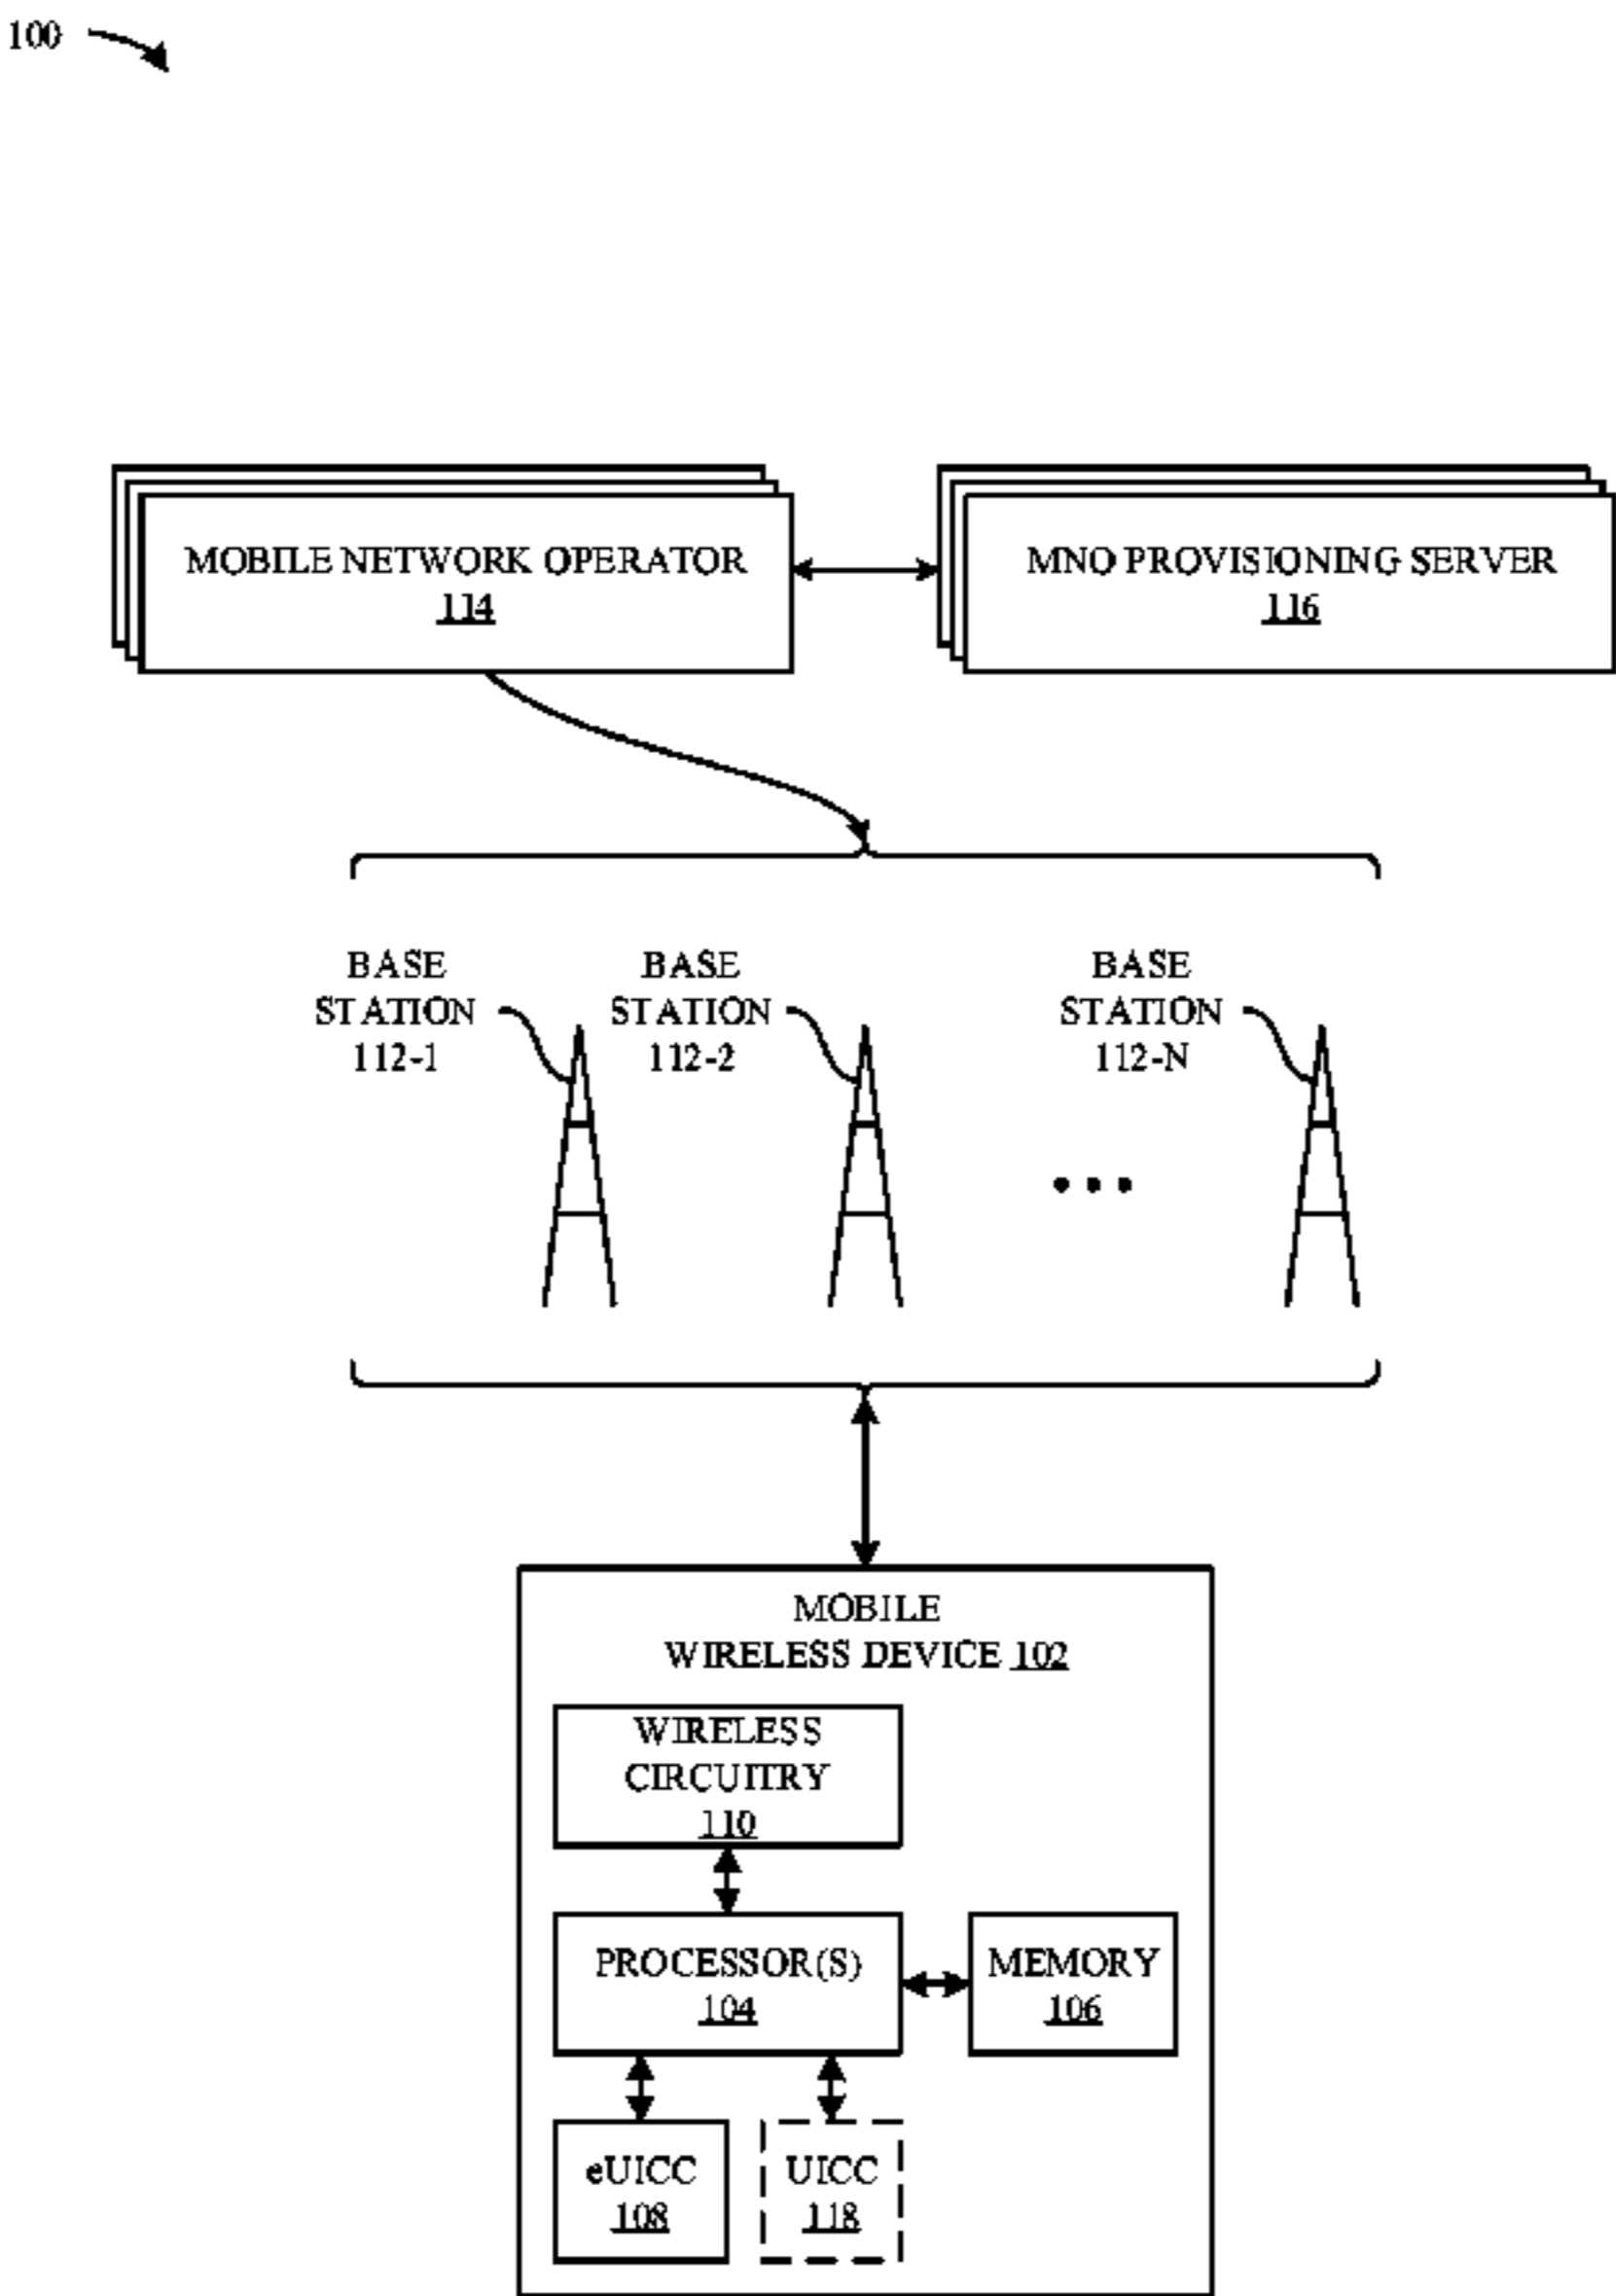 100
MOBILE NETWORK OPERATOR
114
MNO PROVISIONING SERVER
116
BASE
STATION
112-1
BASE
STATION
112-2
BASE
STATION
112-N
MOBILE
WIRELESS DEVICE 102
WIRELESS
CIRCUITRY
110
PROCESSOR(S)
104
MEMORY
106
eUICC
108
UICC
118